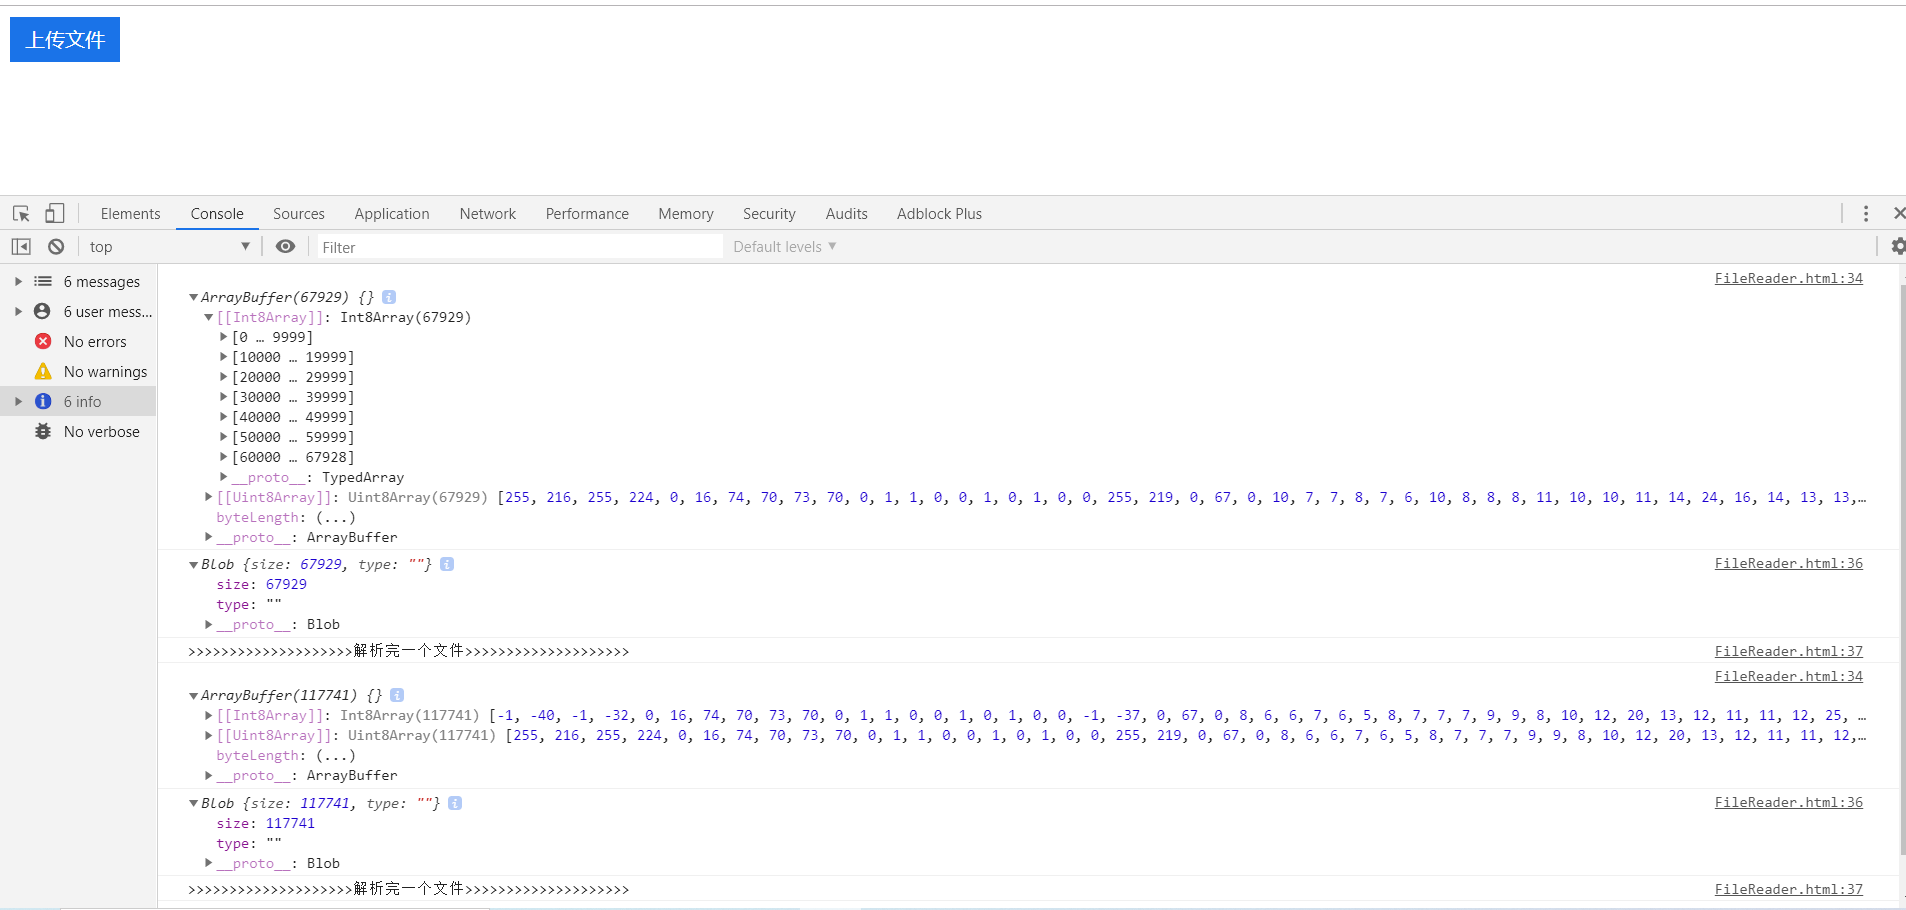 上传文件
Elements Console Sources Application Network Performance Memory Security Audits Adblock Plus
top Filter Default levels
6 messages
6 user mess...
No errors
No warnings
6 info
No verbose
FileReader.html:34
ArrayBuffer(67929) {}
[[Int8Array]]: Int8Array(67929)
[0 … 9999]
[10000 … 19999]
[20000 … 29999]
[30000 … 39999]
[40000 … 49999]
[50000 … 59999]
[60000 … 67928]
__proto__: TypedArray
[[Uint8Array]]: Uint8Array(67929) [255, 216, 255, 224, 0, 16, 74, 70, 73, 70, 0, 1, 1, 0, 0, 1, 0, 1, 0, 0, 255, 219, 0, 67, 0, 10, 7, 7, 8, 7, 6, 10, 8, 8, 8, 11, 10, 10, 11, 14, 24, 16, 14, 13, 13,…
byteLength: (...)
__proto__: ArrayBuffer
Blob {size: 67929, type: ""} FileReader.html:36
size: 67929
type: ""
__proto__: Blob
>>>>>>>>>>>>>>>>>>>>解析完一个文件>>>>>>>>>>>>>>>>>>>> FileReader.html:37
FileReader.html:34
ArrayBuffer(117741) {}
[[Int8Array]]: Int8Array(117741) [-1, -40, -1, -32, 0, 16, 74, 70, 73, 70, 0, 1, 1, 0, 0, 1, 0, 1, 0, 0, -1, -37, 0, 67, 0, 8, 6, 6, 7, 6, 5, 8, 7, 7, 7, 9, 9, 8, 10, 12, 20, 13, 12, 11, 11, 12, 25, …
[[Uint8Array]]: Uint8Array(117741) [255, 216, 255, 224, 0, 16, 74, 70, 73, 70, 0, 1, 1, 0, 0, 1, 0, 1, 0, 0, 255, 219, 0, 67, 0, 8, 6, 6, 7, 6, 5, 8, 7, 7, 7, 9, 9, 8, 10, 12, 20, 13, 12, 11, 11, 12,…
byteLength: (...)
__proto__: ArrayBuffer
Blob {size: 117741, type: ""} FileReader.html:36
size: 117741
type: ""
__proto__: Blob
>>>>>>>>>>>>>>>>>>>>解析完一个文件>>>>>>>>>>>>>>>>>>>> FileReader.html:37